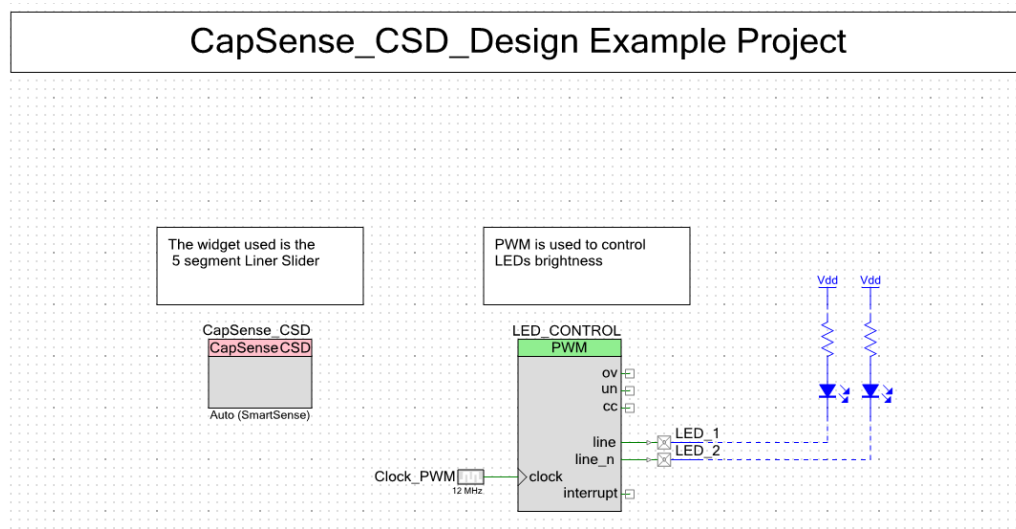 CapSense_CSD_Design Example Project
The widget used is the
5 segment Liner Slider
PWM is used to control
LEDs brightness
Vdd Vdd
CapSense_CSD
CapSense CSD
Auto (SmartSense)
LED_CONTROL
PWM
ov
un
cc
line
LED_1
line_n
LED_2
Clock_PWM
12 MHz
clock
interrupt